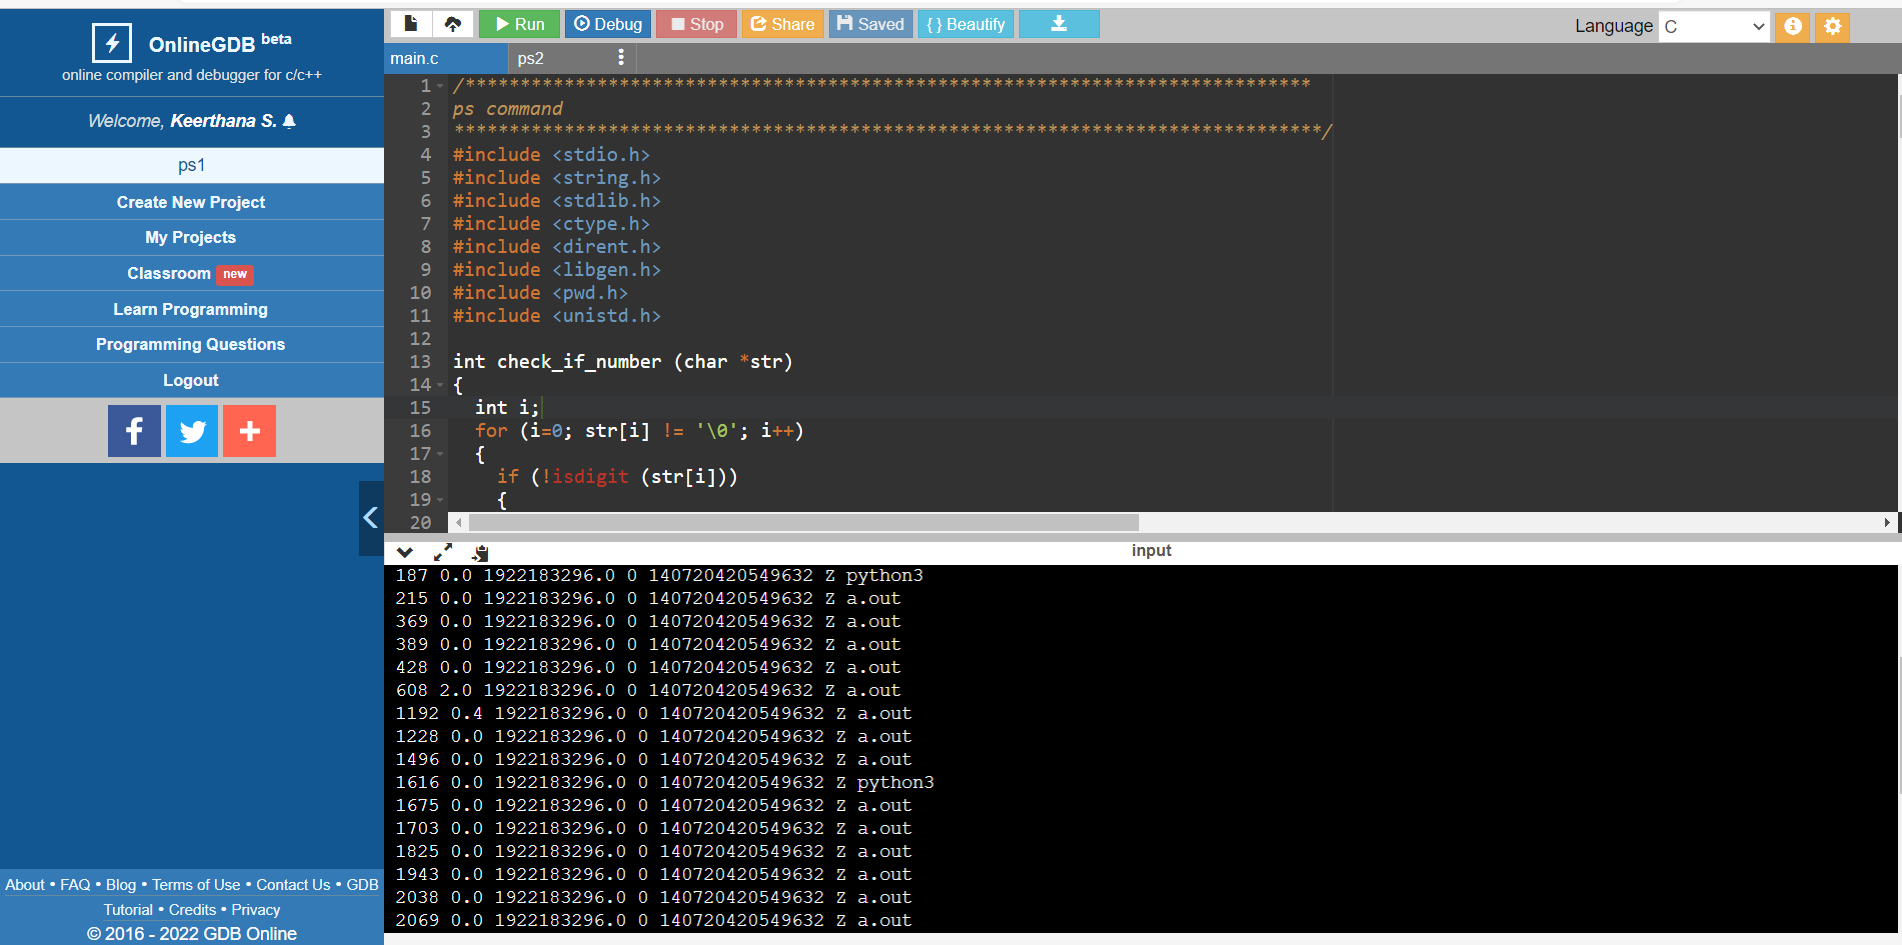 OnlineGDB beta
online compiler and debugger for c/c++
Welcome, Keerthana S.
ps1
Create New Project
My Projects
Classroom new
Learn Programming
Programming Questions
Logout
About • FAQ • Blog • Terms of Use • Contact Us • GDB
Tutorial • Credits • Privacy
© 2016 - 2022 GDB Online
Run Debug Stop Share Saved { } Beautify
Language C
main.c ps2
1 /*****************************************************************************
2 ps command
3 *******************************************************************************/
4 #include <stdio.h>
5 #include <string.h>
6 #include <stdlib.h>
7 #include <ctype.h>
8 #include <dirent.h>
9 #include <libgen.h>
10 #include <pwd.h>
11 #include <unistd.h>
12
13 int check_if_number (char *str)
14 {
15 int i;
16 for (i=0; str[i] != '\0'; i++)
17 {
18 if (!isdigit (str[i]))
19 {
20
input
187 0.0 1922183296.0 0 140720420549632 Z python3
215 0.0 1922183296.0 0 140720420549632 Z a.out
369 0.0 1922183296.0 0 140720420549632 Z a.out
389 0.0 1922183296.0 0 140720420549632 Z a.out
428 0.0 1922183296.0 0 140720420549632 Z a.out
608 2.0 1922183296.0 0 140720420549632 Z a.out
1192 0.4 1922183296.0 0 140720420549632 Z a.out
1228 0.0 1922183296.0 0 140720420549632 Z a.out
1496 0.0 1922183296.0 0 140720420549632 Z a.out
1616 0.0 1922183296.0 0 140720420549632 Z python3
1675 0.0 1922183296.0 0 140720420549632 Z a.out
1703 0.0 1922183296.0 0 140720420549632 Z a.out
1825 0.0 1922183296.0 0 140720420549632 Z a.out
1943 0.0 1922183296.0 0 140720420549632 Z a.out
2038 0.0 1922183296.0 0 140720420549632 Z a.out
2069 0.0 1922183296.0 0 140720420549632 Z a.out